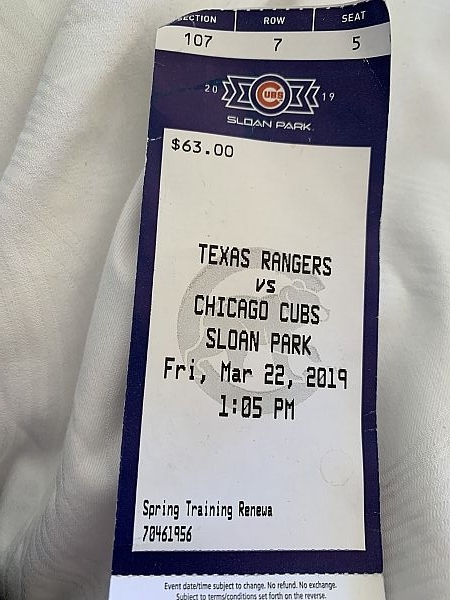 SECTION ROW SEAT
107 7 5
20 CUBS 19
SLOAN PARK
$63.00
TEXAS RANGERS
vs
CHICAGO CUBS
SLOAN PARK
Fri, Mar 22, 2019
1:05 PM
Spring Training Renewa
70461956
Event date/time subject to change. No refund. No exchange.
Subject to terms/conditions set forth on the reverse.